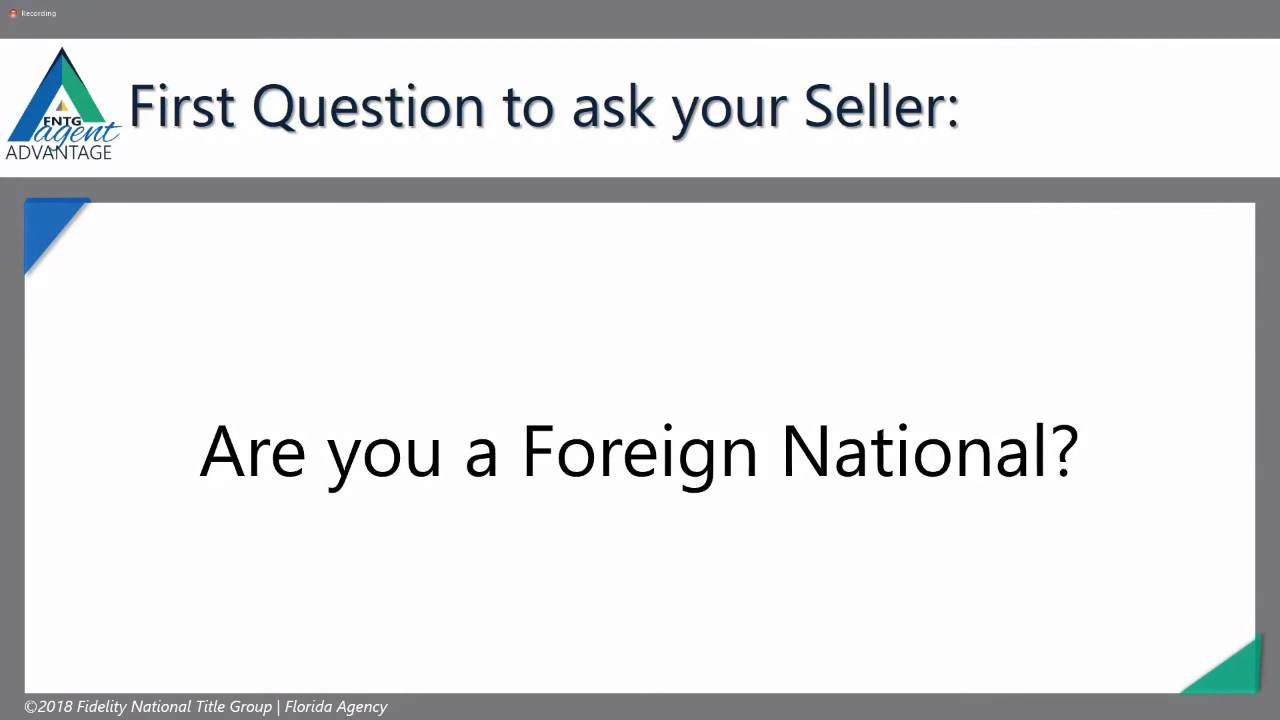 Recording
First Question to ask your Seller:
FNTG
agent
ADVANTAGE
Are you a Foreign National?
©2018 Fidelity National Title Group | Florida Agency